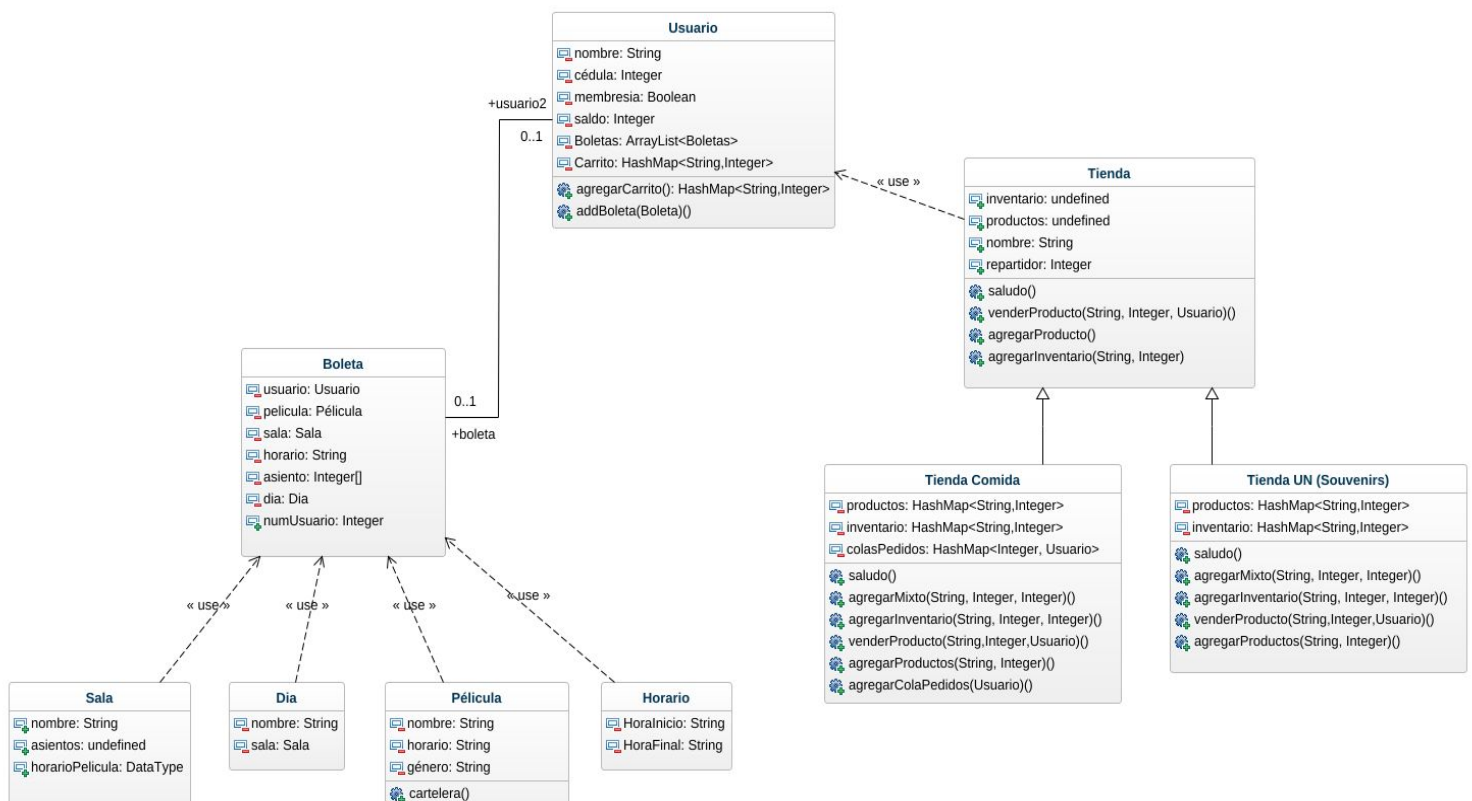 Usuario
nombre: String
cédula: Integer
membresia: Boolean
saldo: Integer
Boletas: ArrayList<Boletas>
Carrito: HashMap<String,Integer>
agregarCarrito(): HashMap<String,Integer>
addBoleta(Boleta)()
+usuario2
0..1
« use »
Tienda
inventario: undefined
productos: undefined
nombre: String
repartidor: Integer
saludo()
venderProducto(String, Integer, Usuario)()
agregarProducto()
agregarInventario(String, Integer)
Boleta
usuario: Usuario
pelicula: Pélicula
sala: Sala
horario: String
asiento: Integer[]
dia: Dia
numUsuario: Integer
0..1
+boleta
Tienda Comida
productos: HashMap<String,Integer>
inventario: HashMap<String,Integer>
colasPedidos: HashMap<Integer, Usuario>
saludo()
agregarMixto(String, Integer, Integer)()
agregarInventario(String, Integer, Integer)()
venderProducto(String,Integer,Usuario)()
agregarProductos(String, Integer)()
agregarColaPedidos(Usuario)()
Tienda UN (Souvenirs)
productos: HashMap<String,Integer>
inventario: HashMap<String,Integer>
saludo()
agregarMixto(String, Integer, Integer)()
agregarInventario(String, Integer, Integer)()
venderProducto(String,Integer,Usuario)()
agregarProductos(String, Integer)()
« use »
« use »
« use »
« use »
Sala
nombre: String
asientos: undefined
horarioPelicula: DataType
Dia
nombre: String
sala: Sala
Pélicula
nombre: String
horario: String
género: String
cartelera()
Horario
HoraInicio: String
HoraFinal: String